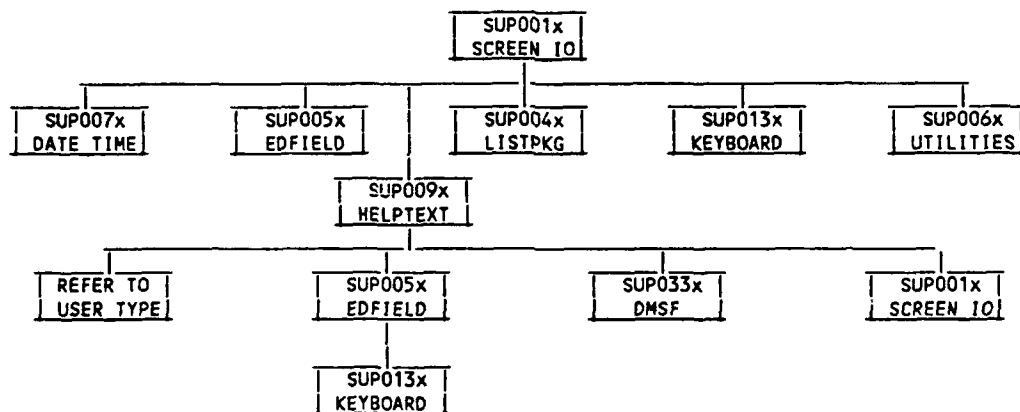 SUP001x
SCREEN IO
SUP007x
DATE TIME
SUP005x
EDFIELD
SUP004x
LISTPKG
SUP013x
KEYBOARD
SUP006x
UTILITIES
SUP009x
HELPTEXT
REFER TO
USER TYPE
SUP005x
EDFIELD
SUP033x
DMSF
SUP001x
SCREEN IO
SUP013x
KEYBOARD